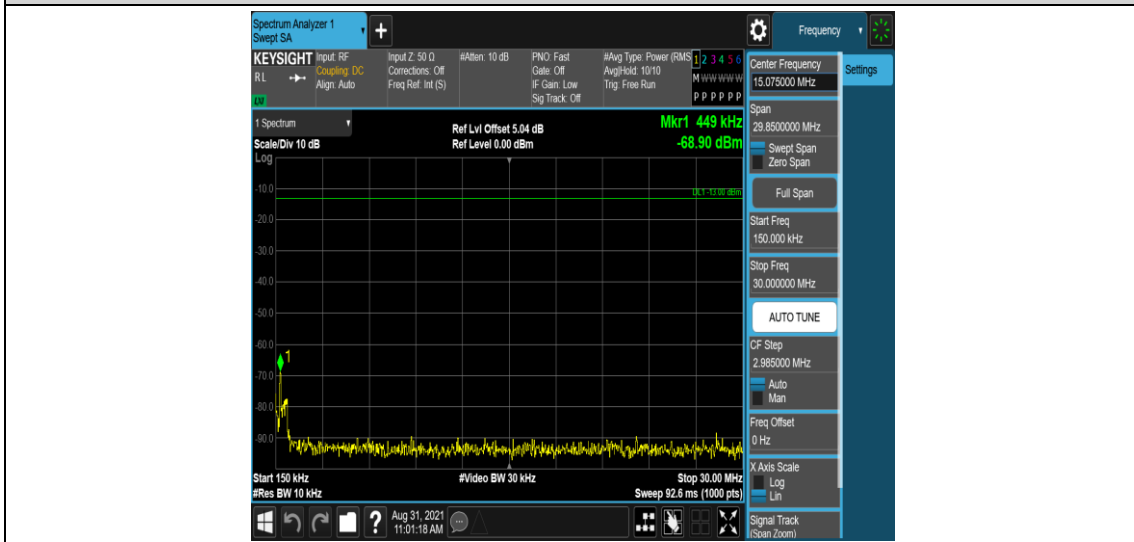 Spectrum Analyzer 1
Swept SA
+
Frequency
KEYSIGHT
RL
LXI
Input: RF
Coupling: DC
Align: Auto
Input Z: 50 Ω
Corrections: Off
Freq Ref: Int (S)
#Atten: 10 dB
PNO: Fast
Gate: Off
IF Gain: Low
Sig Track: Off
#Avg Type: Power (RMS
Avg|Hold: 10/10
Trig: Free Run
1 2 3 4 5 6
M W W W W W
P P P P P P
1 Spectrum
Scale/Div 10 dB
Log
Ref Lvl Offset 5.04 dB
Ref Level 0.00 dBm
Mkr1 449 kHz
-68.90 dBm
DL1 -13.00 dBm
-10.0
-20.0
-30.0
-40.0
-50.0
-60.0
-70.0
-80.0
-90.0
1
Start 150 kHz
#Res BW 10 kHz
#Video BW 30 kHz
Stop 30.00 MHz
Sweep 92.6 ms (1000 pts)
?
Aug 31, 2021
11:01:18 AM
Center Frequency
15.075000 MHz
Settings
Span
29.8500000 MHz
Swept Span
Zero Span
Full Span
Start Freq
150.000 kHz
Stop Freq
30.000000 MHz
AUTO TUNE
CF Step
2.985000 MHz
Auto
Man
Freq Offset
0 Hz
X Axis Scale
Log
Lin
Signal Track
(Span Zoom)